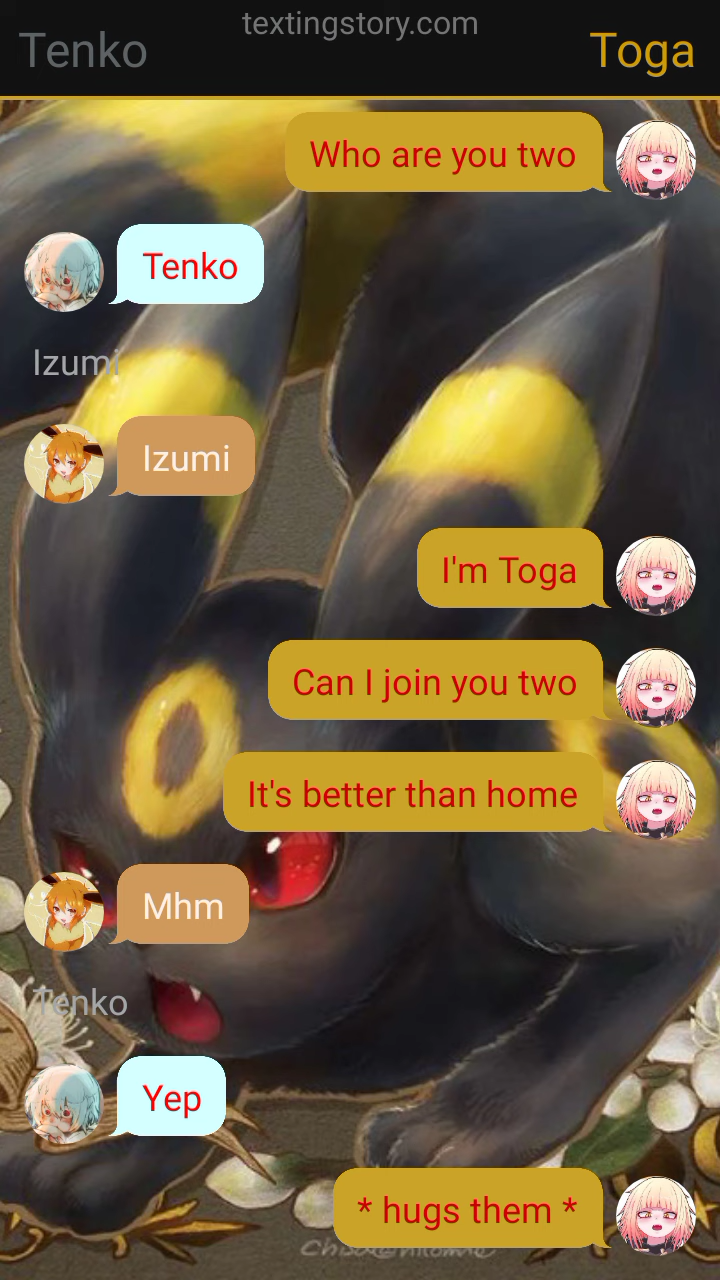 textingstory.com
Tenko
Toga
Who are you two
Tenko
Izumi
Izumi
I'm Toga
Can I join you two
It's better than home
Mhm
Tenko
Yep
* hugs them *